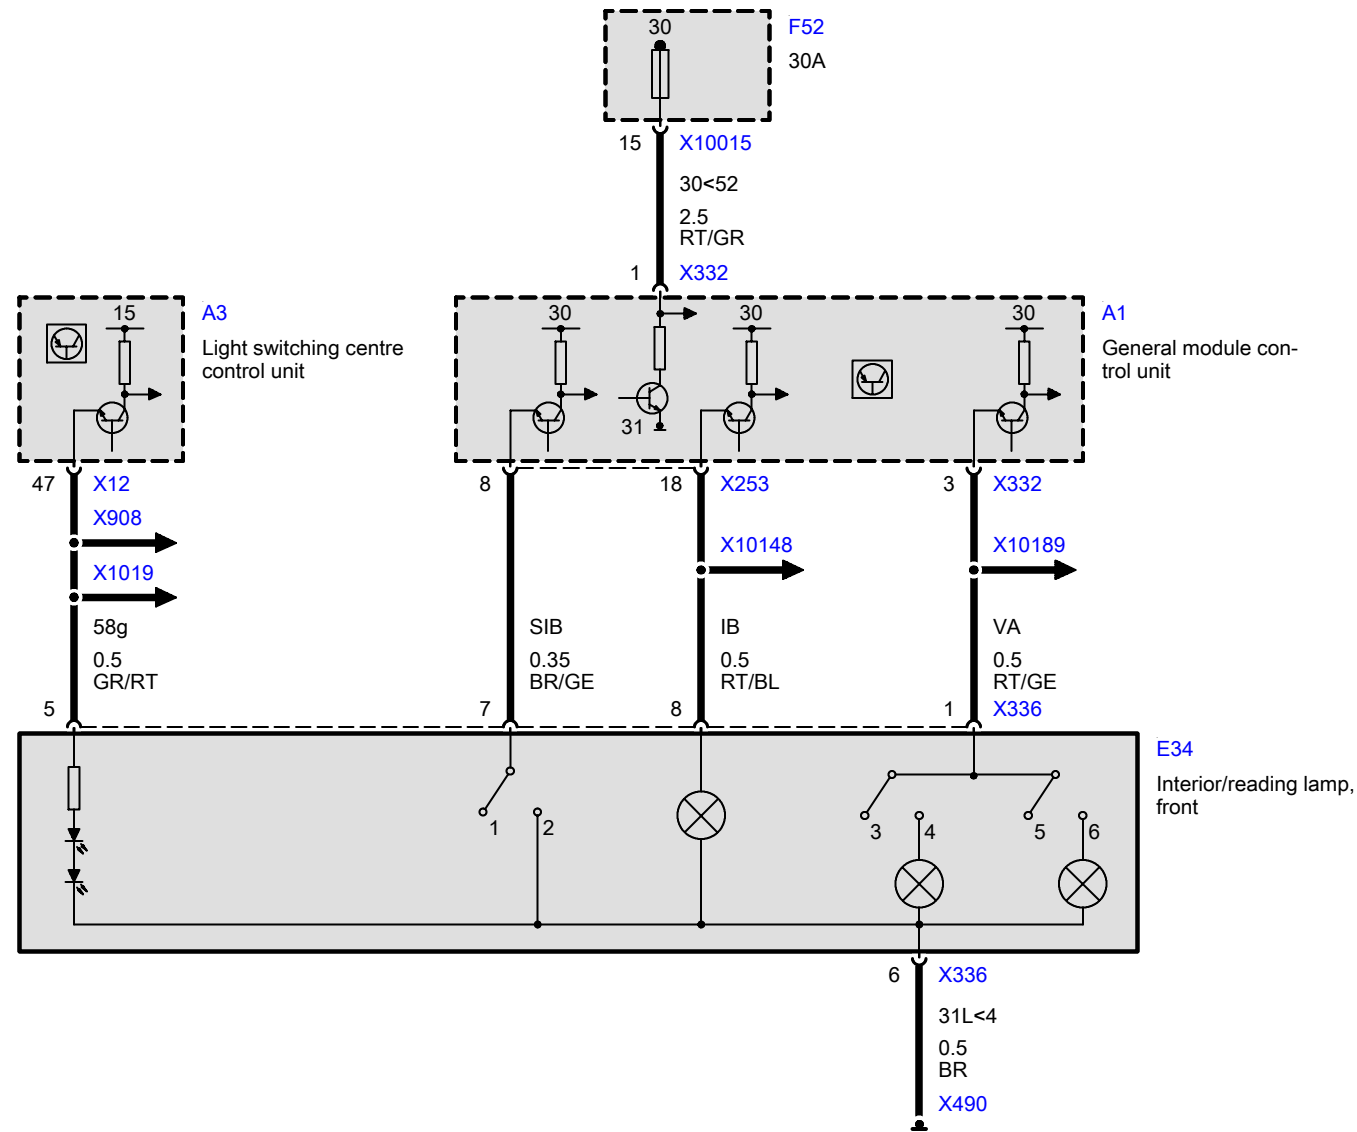 30
F52
30A
15 X10015
30<52
2.5
RT/GR
1 X332
15
A3
Light switching centre
control unit
30
30
30
31
A1
General module con-
trol unit
47 X12
8
18 X253
3 X332
X908
X10148
X10189
X1019
58g
0.5
GR/RT
SIB
0.35
BR/GE
IB
0.5
RT/BL
VA
0.5
RT/GE
5
7
8
1 X336
E34
Interior/reading lamp,
front
1
2
3
4
5
6
6 X336
31L<4
0.5
BR
X490